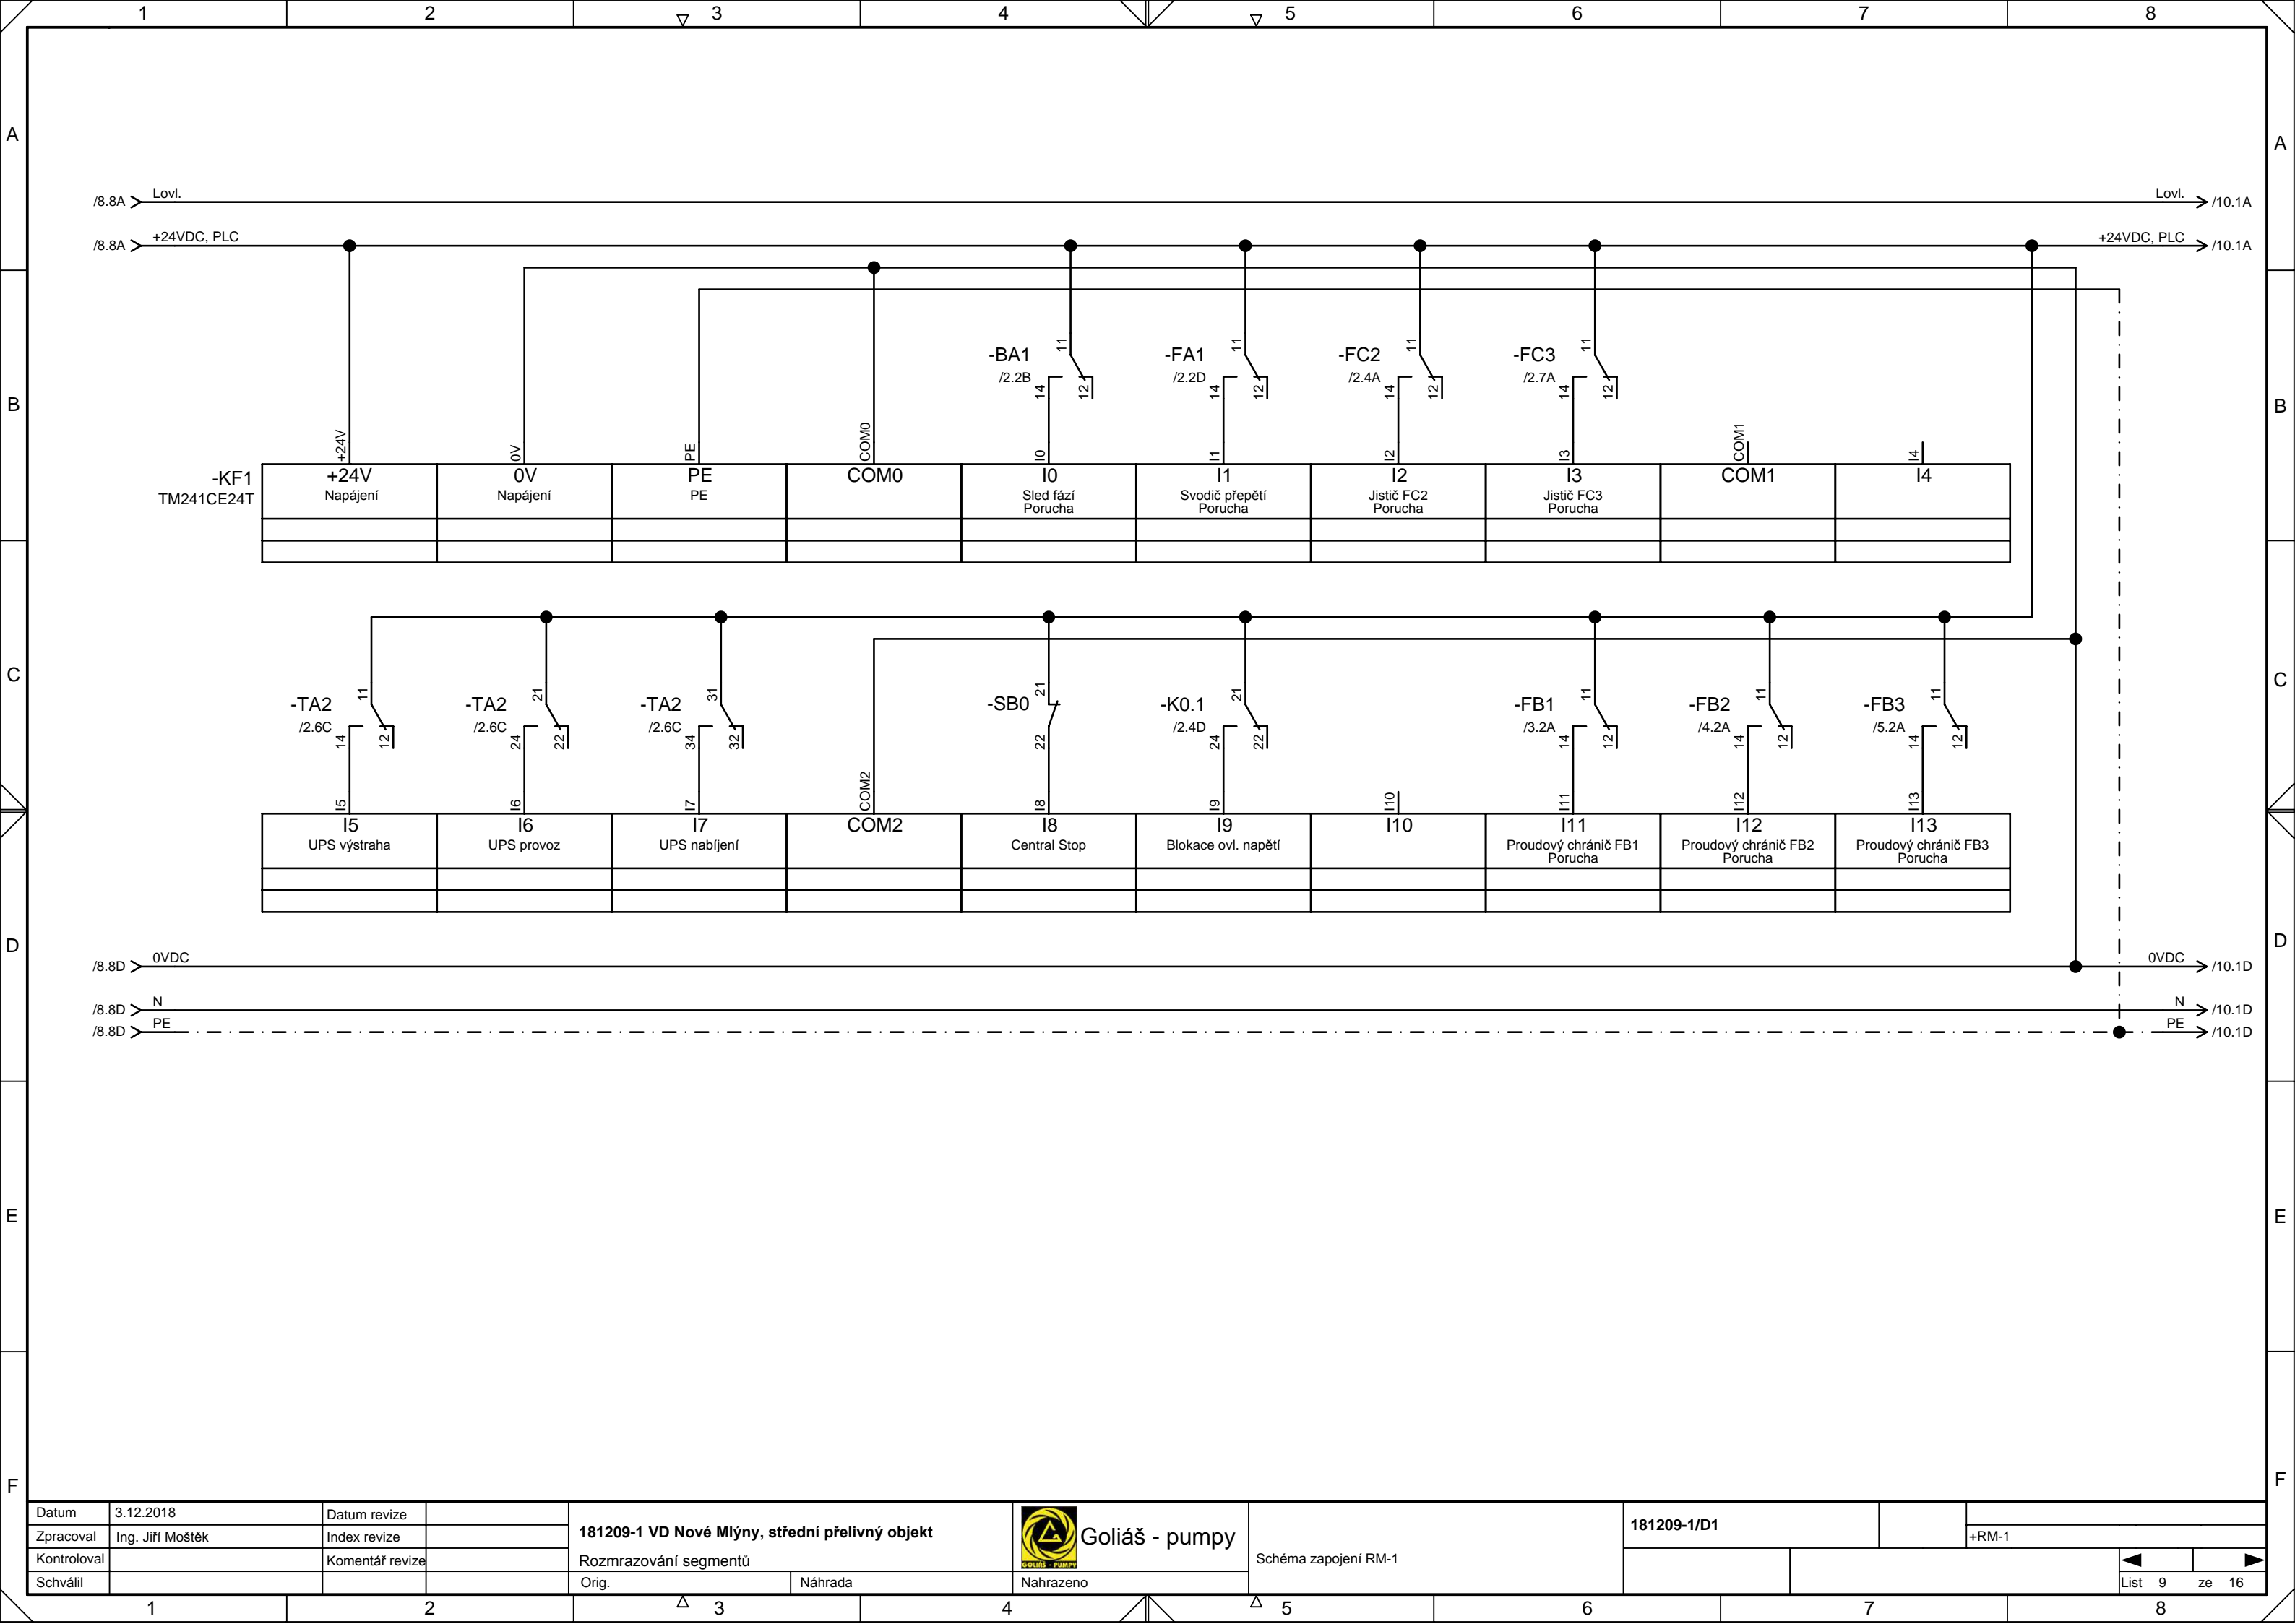 1 2 3 4 5 6 7 8
A A
/8.8A Lovl. Lovl. /10.1A
/8.8A +24VDC, PLC +24VDC, PLC /10.1A
B B
-BA1 11 -FA1 11 -FC2 11 -FC3 11
/2.2B 14 12 /2.2D 14 12 /2.4A 14 12 /2.7A 14 12
+24V 0V PE COM0 I0 I1 I2 I3 COM1 I4
-KF1 +24V 0V PE COM0 I0 I1 I2 I3 COM1 I4
TM241CE24T Napájení Napájení PE Sled fází Svodič přepětí Jistič FC2 Jistič FC3
Porucha Porucha Porucha Porucha
C C
-TA2 11 -TA2 21 -TA2 31 -SB0 21 -K0.1 21 -FB1 11 -FB2 11 -FB3 11
/2.6C 14 12 /2.6C 24 22 /2.6C 34 32 22 /2.4D 24 22 /3.2A 14 12 /4.2A 14 12 /5.2A 14 12
I5 I6 I7 COM2 I8 I9 I10 I11 I12 I13
I5 I6 I7 COM2 I8 I9 I10 I11 I12 I13
UPS výstraha UPS provoz UPS nabíjení Central Stop Blokace ovl. napětí Proudový chránič FB1 Proudový chránič FB2 Proudový chránič FB3
Porucha Porucha Porucha
D D
/8.8D 0VDC 0VDC /10.1D
/8.8D N N /10.1D
/8.8D PE PE /10.1D
E E
F F
Datum 3.12.2018 Datum revize
Zpracoval Ing. Jiří Moštěk Index revize
Kontroloval Komentář revize
Schválil
181209-1 VD Nové Mlýny, střední přelivný objekt
Rozmrazování segmentů
Orig. Náhrada Nahrazeno
GOLIÁŠ - PUMPY
Goliáš - pumpy
Schéma zapojení RM-1
181209-1/D1
+RM-1
List 9 ze 16
1 2 3 4 5 6 7 8